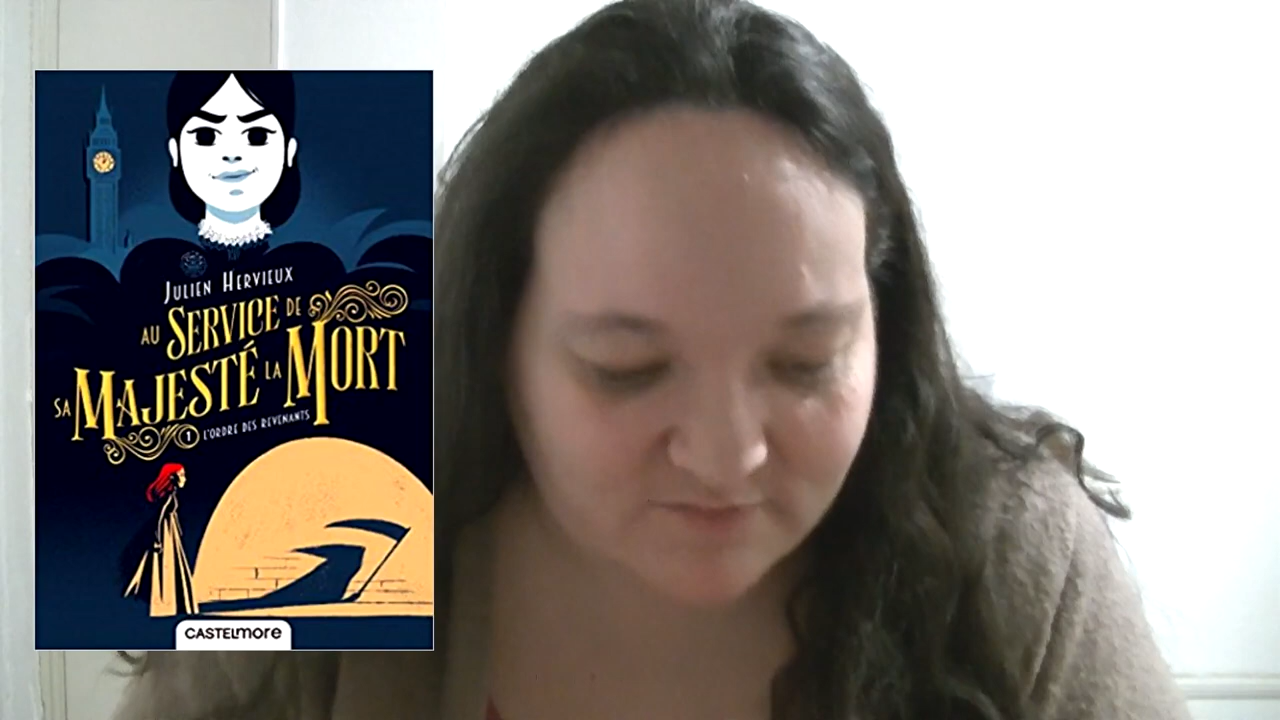 JULIEN HERVIEUX
AU SERVICE DE
SA MAJESTÉ LA MORT
1 L'ORDRE DES REVENANTS
CASTELMORE